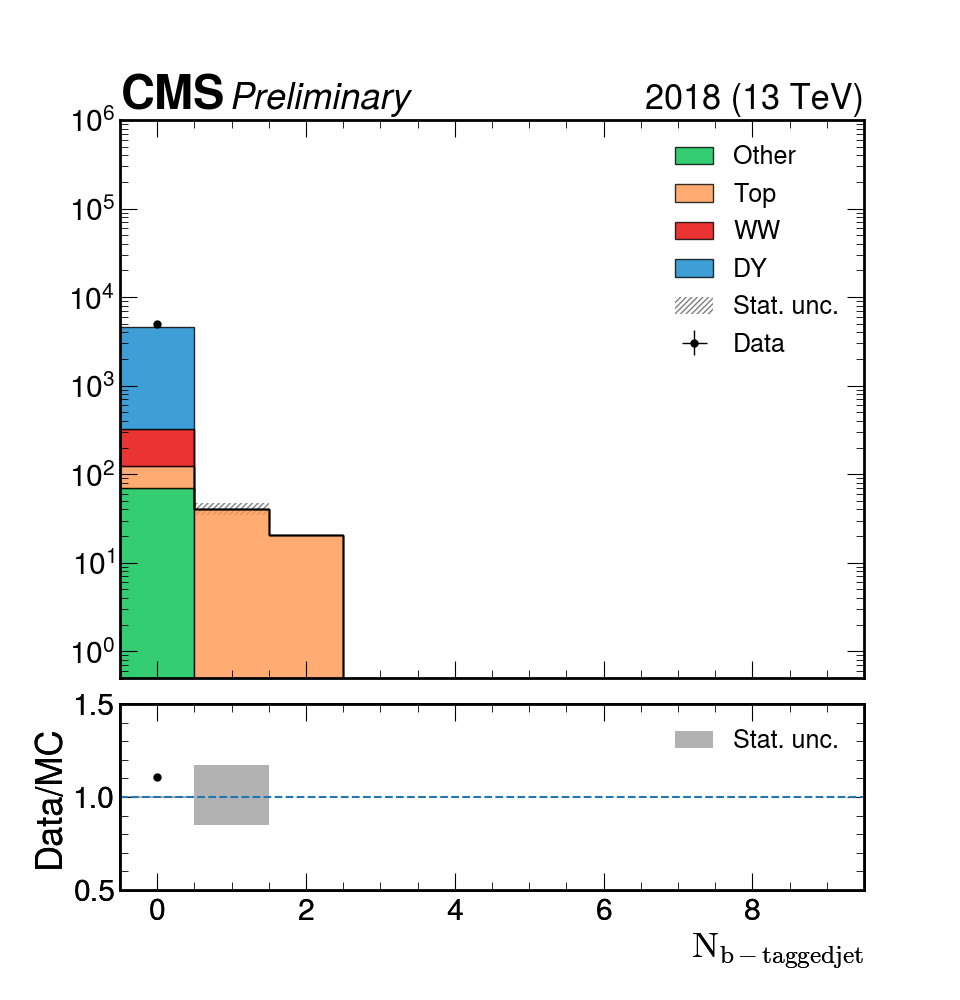 CMS Preliminary 2018 (13 TeV)
10^6
10^5
10^4
10^3
10^2
10^1
10^0
Other
Top
WW
DY
Stat. unc.
Data
Data/MC
1.5
1.0
0.5
Stat. unc.
0 2 4 6 8
N_b – taggedjet